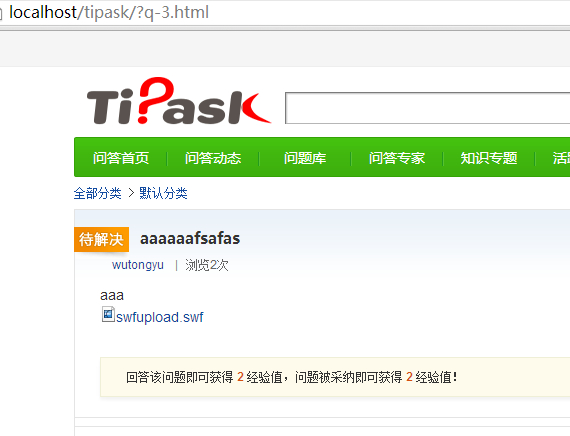 localhost/tipask/?q-3.html
TiPask
问答首页 问答动态 问题库 问答专家 知识专题
全部分类 > 默认分类
待解决 aaaaaafsafas
wutongyu | 浏览2次
aaa
swfupload.swf
回答该问题即可获得 2 经验值，问题被采纳即可获得 2 经验值！